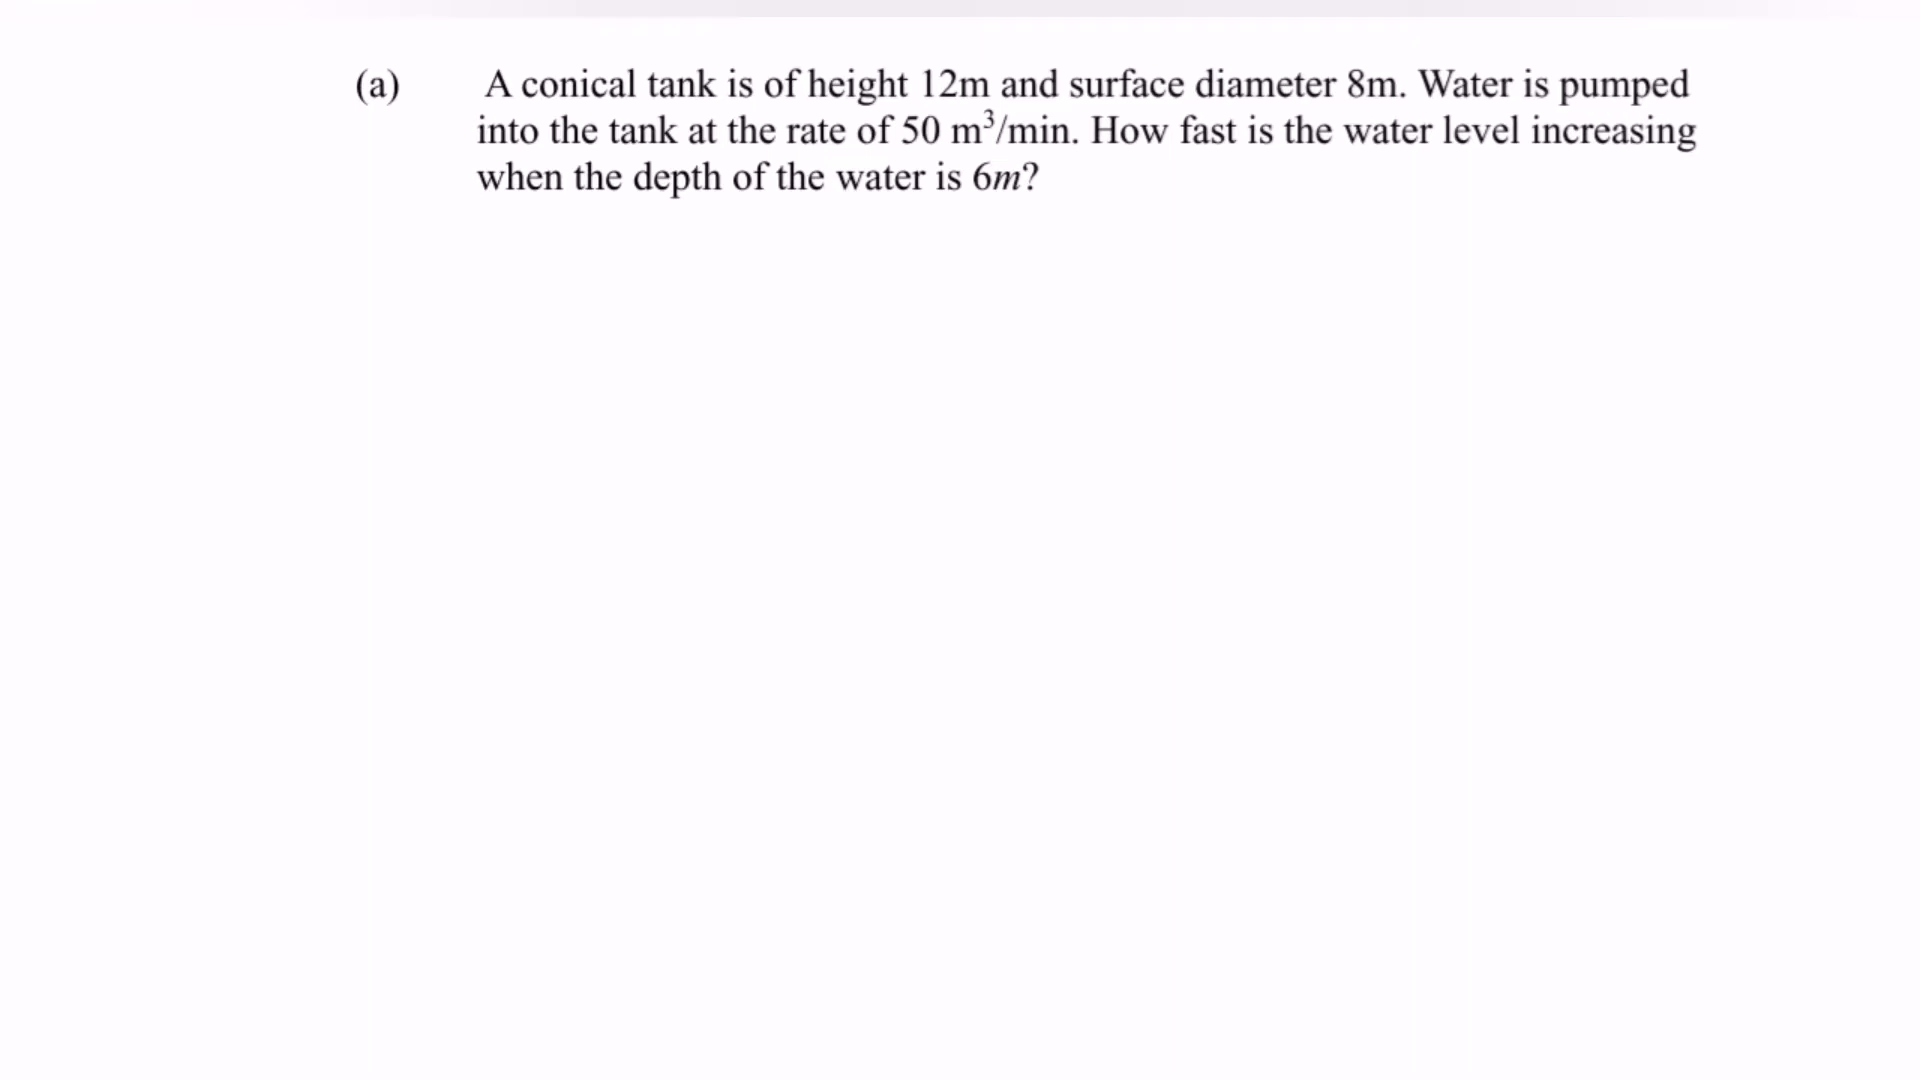 (a) A conical tank is of height 12m and surface diameter 8m. Water is pumped
into the tank at the rate of 50 m³/min. How fast is the water level increasing
when the depth of the water is 6m?